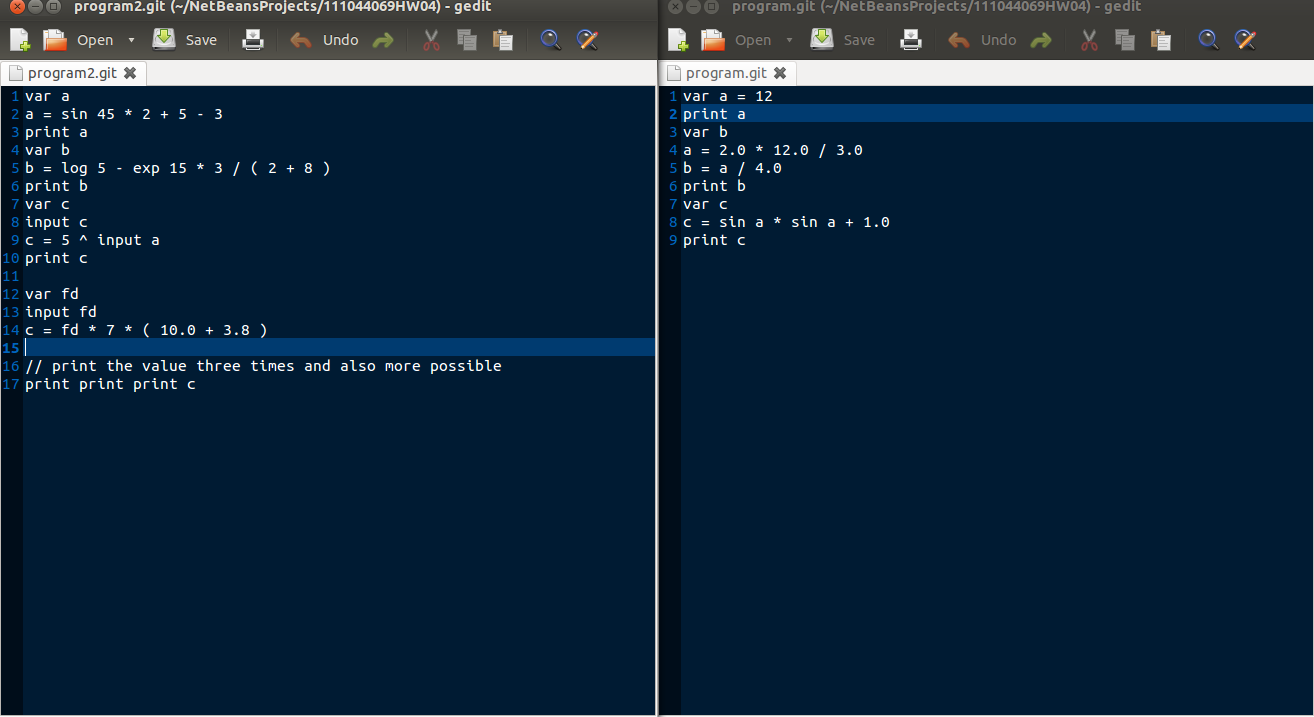 program2.git (~/NetBeansProjects/111044069HW04) - gedit
Open Save Undo
program2.git
1 var a
2 a = sin 45 * 2 + 5 - 3
3 print a
4 var b
5 b = log 5 - exp 15 * 3 / ( 2 + 8 )
6 print b
7 var c
8 input c
9 c = 5 ^ input a
10 print c
11
12 var fd
13 input fd
14 c = fd * 7 * ( 10.0 + 3.8 )
15
16 // print the value three times and also more possible
17 print print print c
program.git (~/NetBeansProjects/111044069HW04) - gedit
Open Save Undo
program.git
1 var a = 12
2 print a
3 var b
4 a = 2.0 * 12.0 / 3.0
5 b = a / 4.0
6 print b
7 var c
8 c = sin a * sin a + 1.0
9 print c